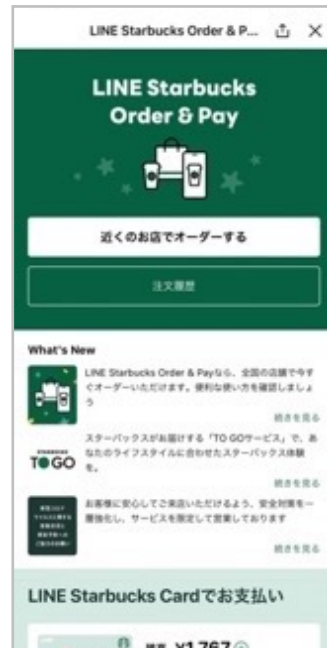 LINE Starbucks Order & P...
LINE Starbucks
Order & Pay
近くのお店でオーダーする
注文履歴
What's New
LINE Starbucks Order & Payなら、全国の店舗で今す
ぐオーダーいただけます。便利な使い方を確認しましょ
う
続きを見る
スターバックスがお届けする「TO GOサービス」で、あ
なたのライフスタイルに合わせたスターバックス体験
を。
TO GO
続きを見る
お客様に安心してご来店いただけるよう、安全対策を一
層強化し、サービスを限定して営業しております
続きを見る
LINE Starbucks Cardでお支払い
残高 ¥1,767